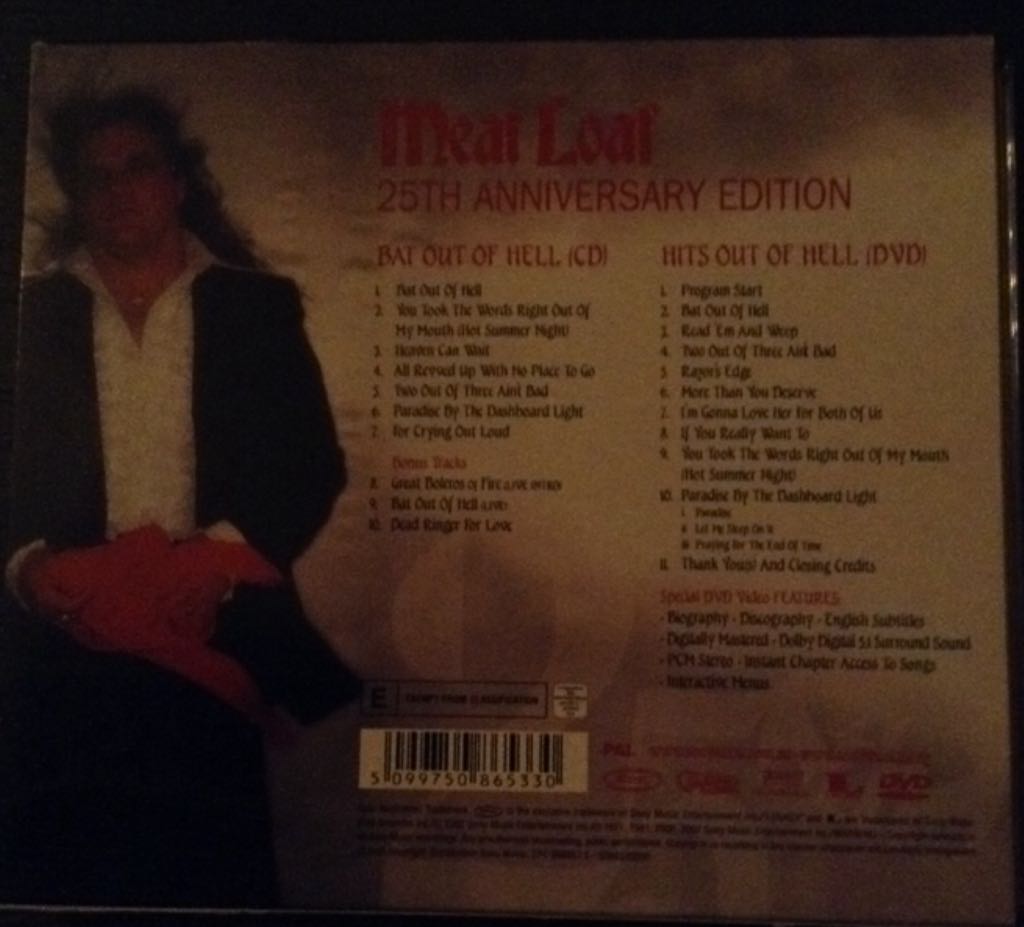 Meat Loaf
25TH ANNIVERSARY EDITION
BAT OUT OF HELL (CD)
1. Bat Out Of Hell
2. You Took The Words Right Out Of
My Mouth (Hot Summer Night)
3. Heaven Can Wait
4. All Revved Up With No Place To Go
5. Two Out Of Three Aint Bad
6. Paradise By The Dashboard Light
7. For Crying Out Loud
Bonus Tracks
8. Great Boleros Of Fire (LIVE INTRO)
9. Bat Out Of Hell (LIVE)
10. Dead Ringer For Love
HITS OUT OF HELL (DVD)
1. Program Start
2. Bat Out Of Hell
3. Read 'Em And Weep
4. Two Out Of Three Aint Bad
5. Razor's Edge
6. More Than You Deserve
7. I'm Gonna Love Her For Both Of Us
8. If You Really Want To
9. You Took The Words Right Out Of My Mouth
(Hot Summer Night)
10. Paradise By The Dashboard Light
i. Paradise
ii. Let Me Sleep On It
iii. Praying For The End Of Time
11. Thank You(s) And Closing Credits
Special DVD Video FEATURES:
- Biography - Discography - English Subtitles
- Digitally Mastered - Dolby Digital 5.1 Surround Sound
- PCM Stereo - Instant Chapter Access To Songs
- Interactive Menus
E EXEMPT FROM CLASSIFICATION
5 099750 865330
PAL
DVD